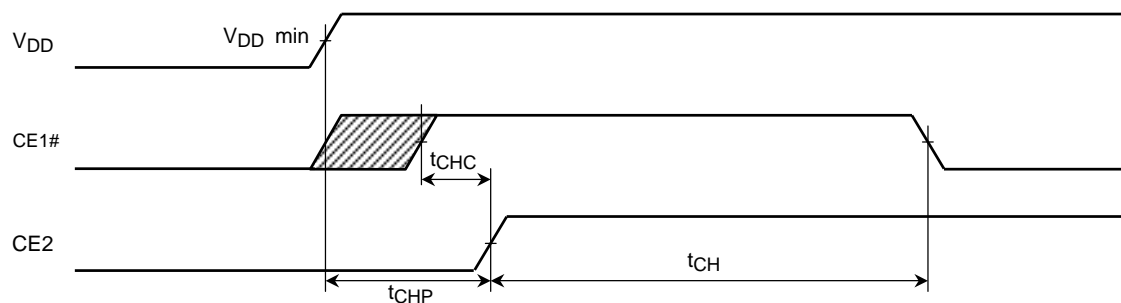 VDD
VDD min
CE1#
tCHC
CE2
tCHP
tCH